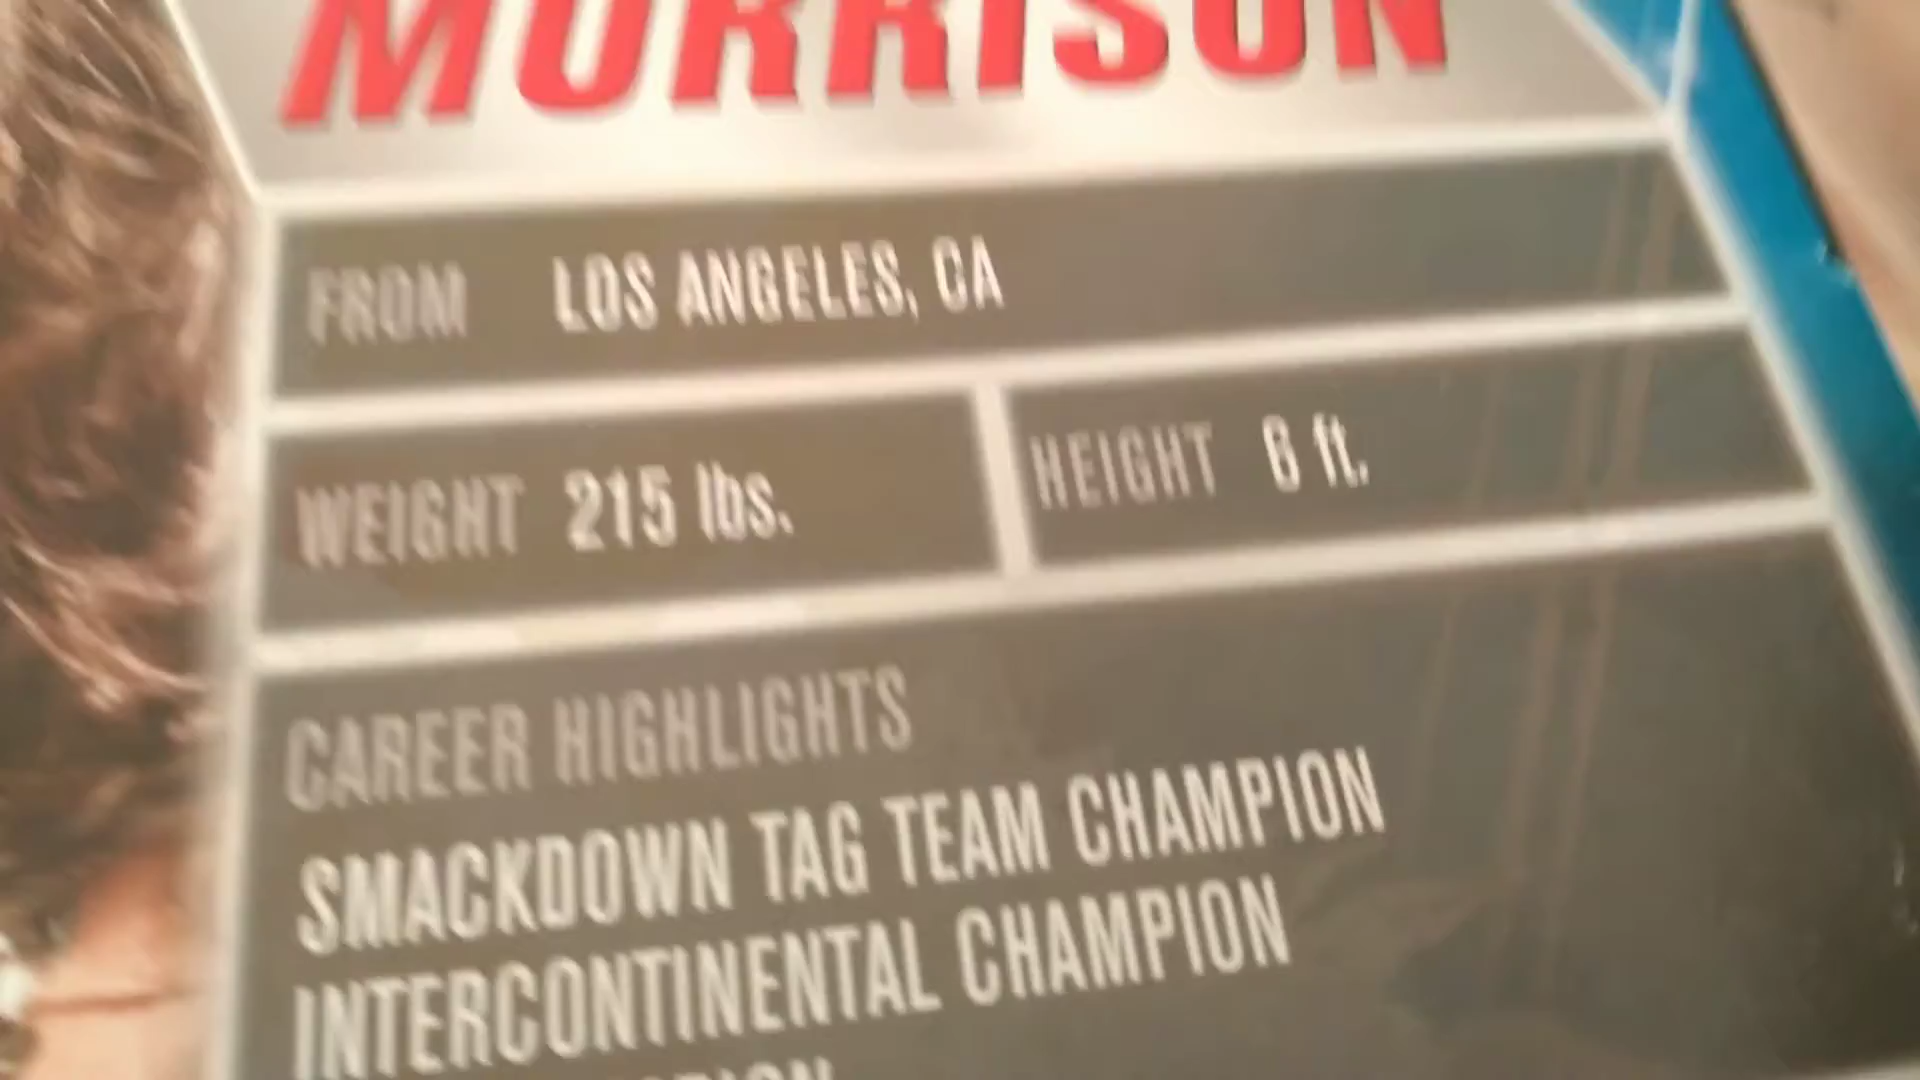 MORRISON
FROM LOS ANGELES, CA
WEIGHT 215 lbs. HEIGHT 6 ft.
CAREER HIGHLIGHTS
SMACKDOWN TAG TEAM CHAMPION
INTERCONTINENTAL CHAMPION